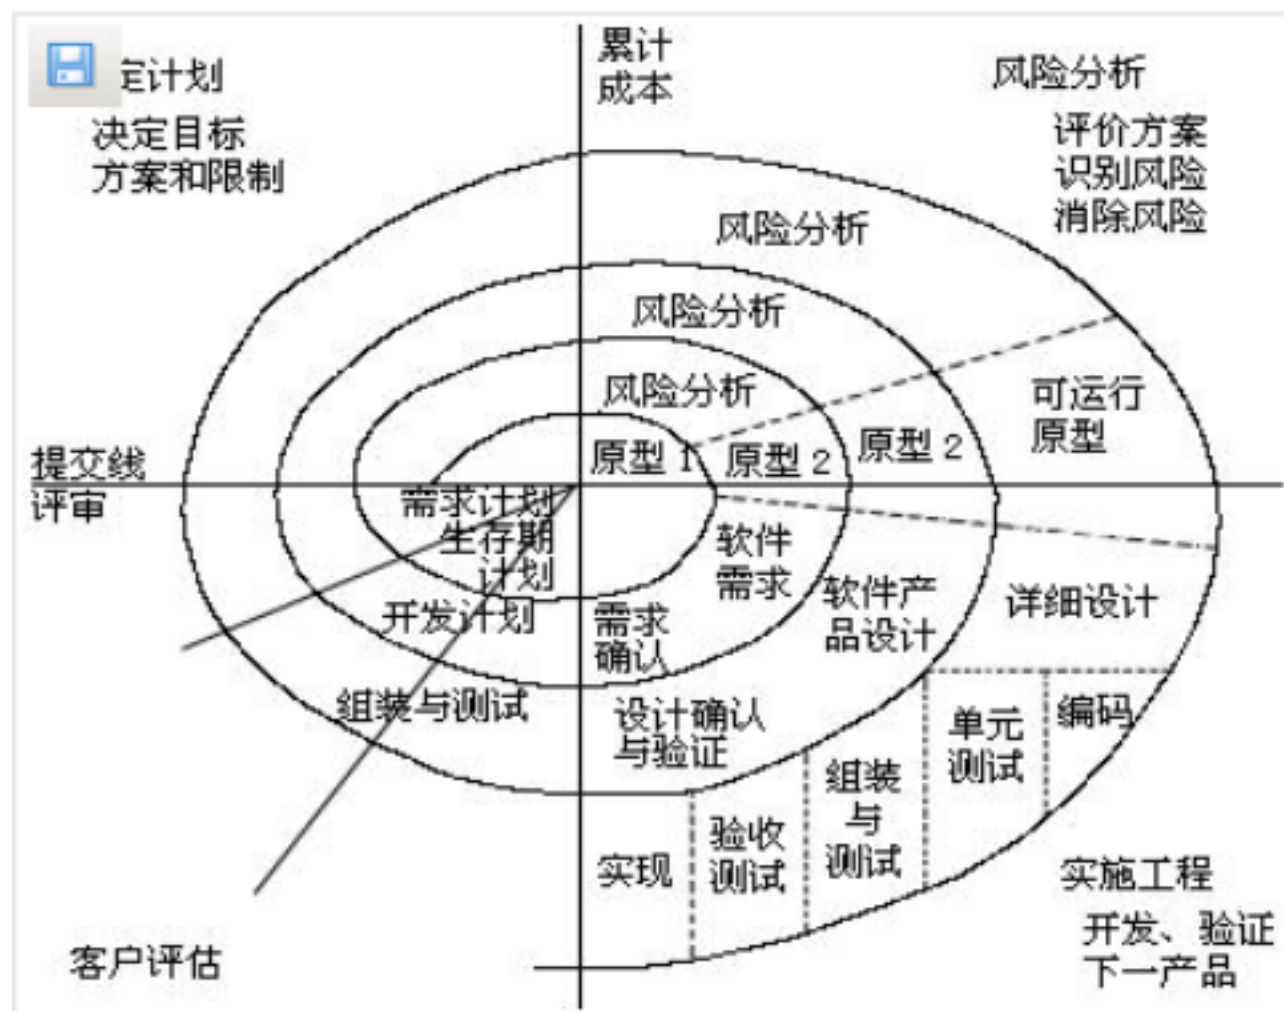 定计划
决定目标
方案和限制
累计
成本
风险分析
评价方案
识别风险
消除风险
风险分析
风险分析
风险分析
可运行
原型
原型 1
原型 2
原型 2
提交线
评审
需求计划
生存期
计划
软件
需求
开发计划
需求
确认
软件产
品设计
详细设计
组装与测试
设计确认
与验证
单元
测试
编码
组装
与
测试
验收
测试
实现
实施工程
开发、验证
下一产品
客户评估